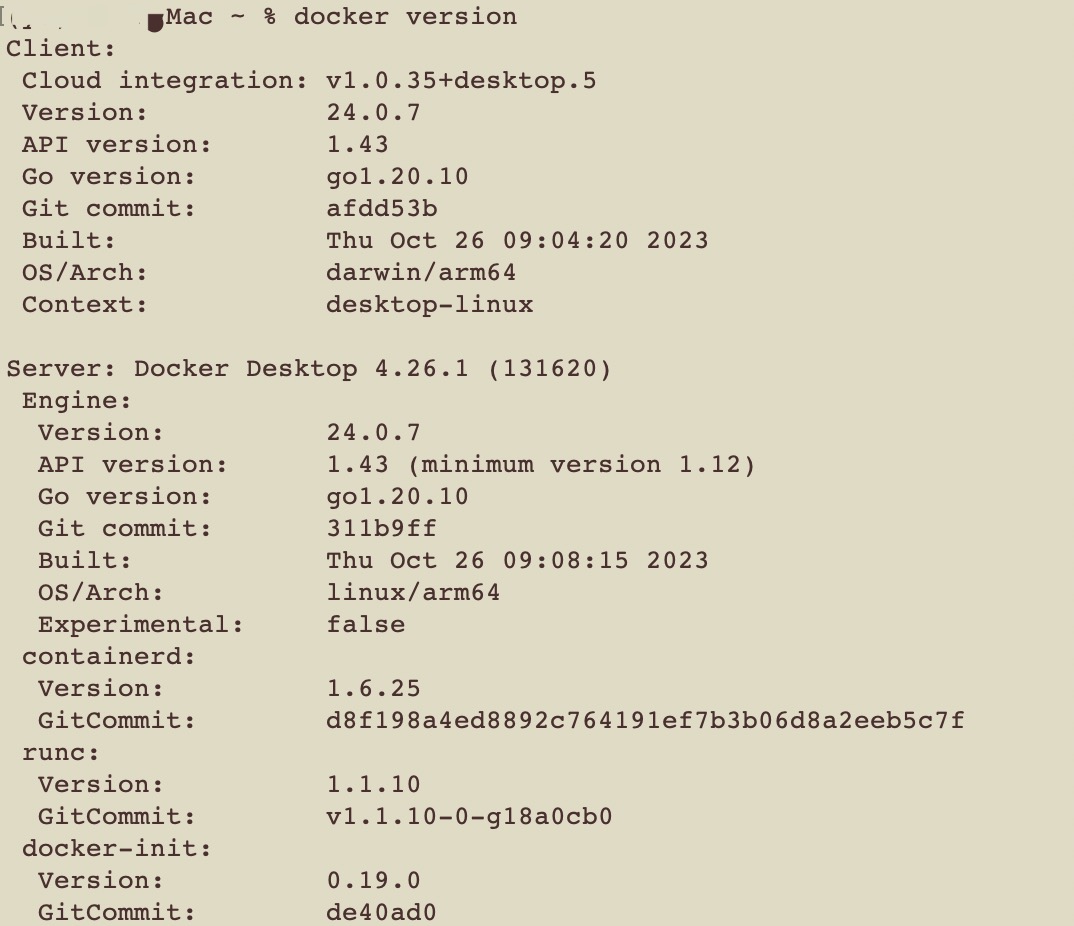 Mac ~ % docker version
Client:
 Cloud integration: v1.0.35+desktop.5
 Version:           24.0.7
 API version:       1.43
 Go version:        go1.20.10
 Git commit:        afdd53b
 Built:             Thu Oct 26 09:04:20 2023
 OS/Arch:           darwin/arm64
 Context:           desktop-linux

Server: Docker Desktop 4.26.1 (131620)
 Engine:
  Version:          24.0.7
  API version:      1.43 (minimum version 1.12)
  Go version:       go1.20.10
  Git commit:       311b9ff
  Built:            Thu Oct 26 09:08:15 2023
  OS/Arch:          linux/arm64
  Experimental:     false
 containerd:
  Version:          1.6.25
  GitCommit:        d8f198a4ed8892c764191ef7b3b06d8a2eeb5c7f
 runc:
  Version:          1.1.10
  GitCommit:        v1.1.10-0-g18a0cb0
 docker-init:
  Version:          0.19.0
  GitCommit:        de40ad0